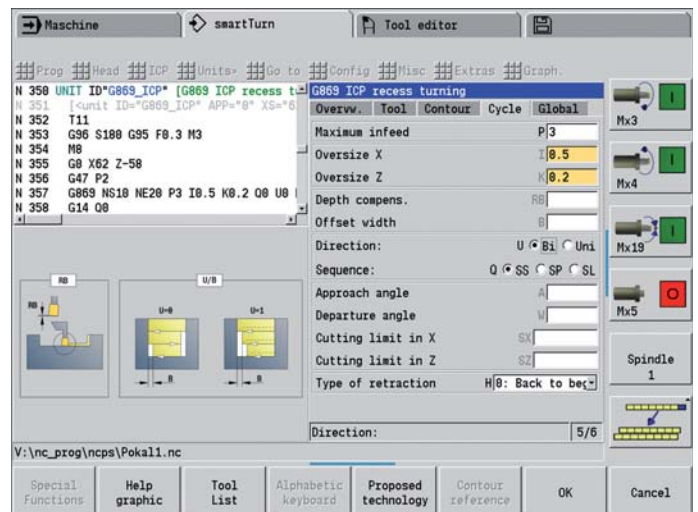 Maschine
smartTurn
Tool editor
Prog Head ICP Units» Go to Config Misc Extras Graph.
N 350 UNIT ID"G869_ICP" [G869 ICP recess tu
N 351 [<unit ID="G869_ICP" APP="0" XS="6
N 352 T11
N 353 G96 S180 G95 F0.3 M3
N 354 M8
N 355 G0 X62 Z-58
N 356 G47 P2
N 357 G869 NS10 NE20 P3 I0.5 K0.2 Q0 U0
N 358 G14 Q0
G869 ICP recess turning
Overvw. Tool Contour Cycle Global
Maximum infeed P 3
Oversize X I 0.5
Oversize Z K 0.2
Depth compens. RB
Offset width B
Direction: U Bi Uni
Sequence: Q SS SP SL
Approach angle A
Departure angle W
Cutting limit in X SX
Cutting limit in Z SZ
Type of retraction H 0: Back to beg
Direction: 5/6
RB
RB
U/B
U=0
U=1
B
B
Mx3
I
Mx4
I
Mx19
I
Mx5
O
Spindle
1
V:\nc_prog\ncps\Pokal1.nc
Special Functions
Help graphic
Tool List
Alphabetic keyboard
Proposed technology
Contour reference
OK
Cancel